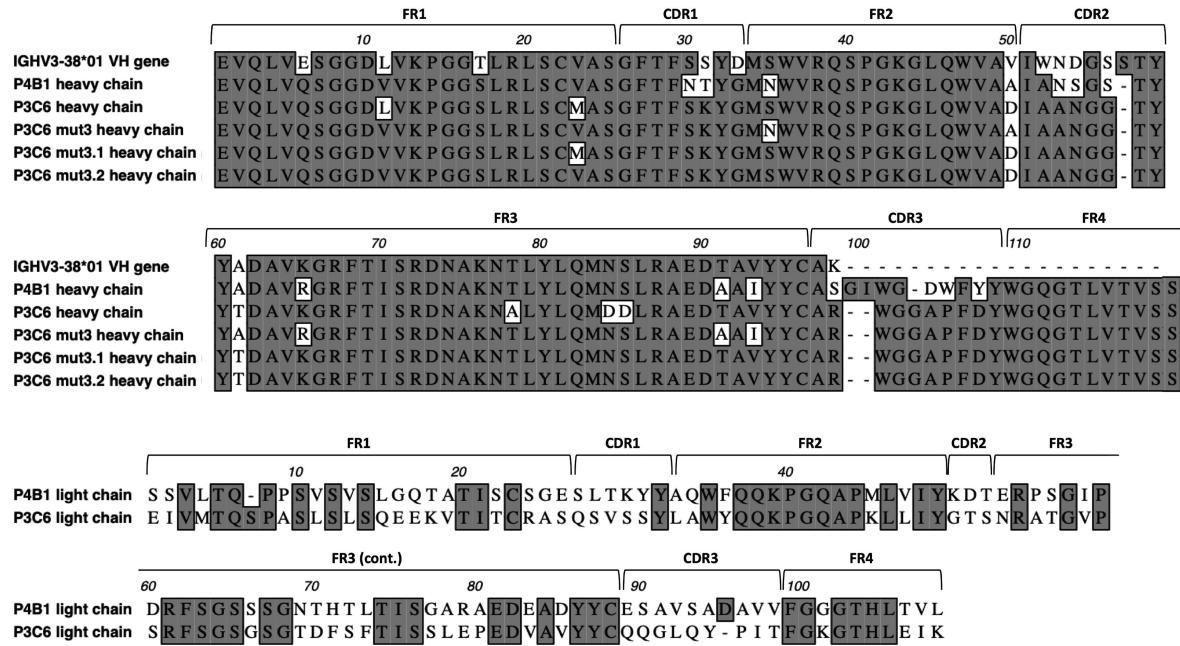 FR1 CDR1 FR2 CDR2
10 20 30 40 50
IGHV3-38*01 VH gene EVQLVESGGDLVKPGGTLRLSCVASGFTFSSYDMSWVRQSPGKGLQWVAVIWNDGSSTY
P4B1 heavy chain EVQLVQSGGDVVKPGGSLRLSCVASGFTFNTYGMNWVRQSPGKGLQWVAAIANSGS-TY
P3C6 heavy chain EVQLVQSGGDLVKPGGSLRLSCMASGFTFSKYGMSWVRQSPGKGLQWVADIAANGG-TY
P3C6 mut3 heavy chain EVQLVQSGGDVVKPGGSLRLSCVASGFTFSKYGMNWVRQSPGKGLQWVAAIAANGG-TY
P3C6 mut3.1 heavy chain EVQLVQSGGDVVKPGGSLRLSCMASGFTFSKYGMSWVRQSPGKGLQWVADIAANGG-TY
P3C6 mut3.2 heavy chain EVQLVQSGGDVVKPGGSLRLSCVASGFTFSKYGMSWVRQSPGKGLQWVADIAANGG-TY
FR3 CDR3 FR4
60 70 80 90 100 110
IGHV3-38*01 VH gene YADAVKGRFTISRDNAKNTLYLQMNSLRAEDTAVYYCAK---------------------
P4B1 heavy chain YADAVRGRFTISRDNAKNTLYLQMNSLRAEDAAIYYCASGIWG-DWFYYWGQGTLVTVSS
P3C6 heavy chain YTDAVKGRFTISRDNAKNALYLQMDDLRAEDTAVYYCAR--WGGAPFDYWGQGTLVTVSS
P3C6 mut3 heavy chain YADAVRGRFTISRDNAKNTLYLQMNSLRAEDAAIYYCAR--WGGAPFDYWGQGTLVTVSS
P3C6 mut3.1 heavy chain YTDAVKGRFTISRDNAKNTLYLQMNSLRAEDTAVYYCAR--WGGAPFDYWGQGTLVTVSS
P3C6 mut3.2 heavy chain YTDAVKGRFTISRDNAKNTLYLQMNSLRAEDTAVYYCAR--WGGAPFDYWGQGTLVTVSS
FR1 CDR1 FR2 CDR2 FR3
10 20 40
P4B1 light chain SSVLTQ-PPSVSVSLGQTATISCSGESLTKYYAQWFQQKPGQAPMLVIYKDTERPSGIP
P3C6 light chain EIVMTQSPASLSLSQEEKVTITCRASQSVSSYLAWYQQKPGQAPKLLIYGTSNRATGVP
FR3 (cont.) CDR3 FR4
60 70 80 90 100
P4B1 light chain DRFSGSSSGNTHTLTISGARAEDEADYYCESAVSADAVVFGGGTHLTVL
P3C6 light chain SRFSGSGSGTDFSFTISSLEPEDVAVYYCQQGLQY-PITFGKGTHLEIK